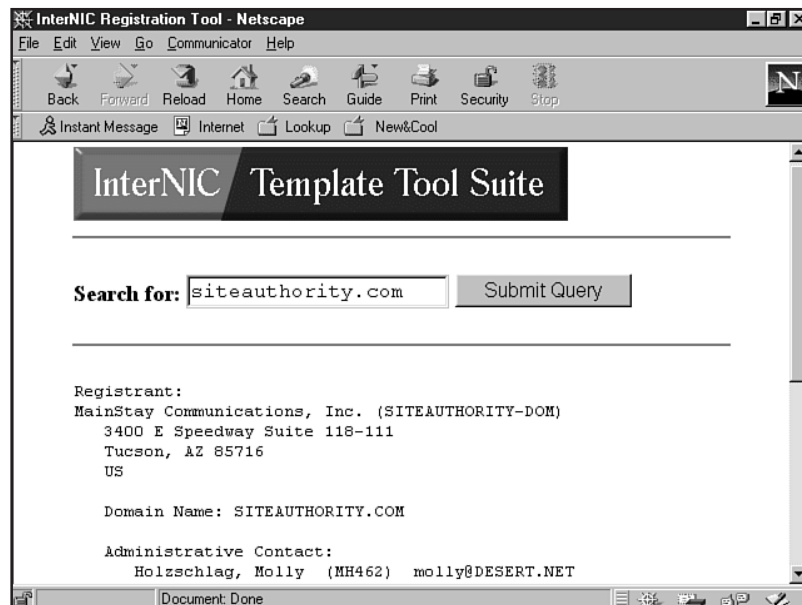 InterNIC Registration Tool - Netscape
File Edit View Go Communicator Help
Back Forward Reload Home Search Guide Print Security Stop
N
Instant Message Internet Lookup New&Cool
InterNIC Template Tool Suite
Search for: siteauthority.com Submit Query
Registrant:
MainStay Communications, Inc. (SITEAUTHORITY-DOM)
3400 E Speedway Suite 118-111
Tucson, AZ 85716
US
Domain Name: SITEAUTHORITY.COM
Administrative Contact:
Holzschlag, Molly (MH462) molly@DESERT.NET
Document: Done